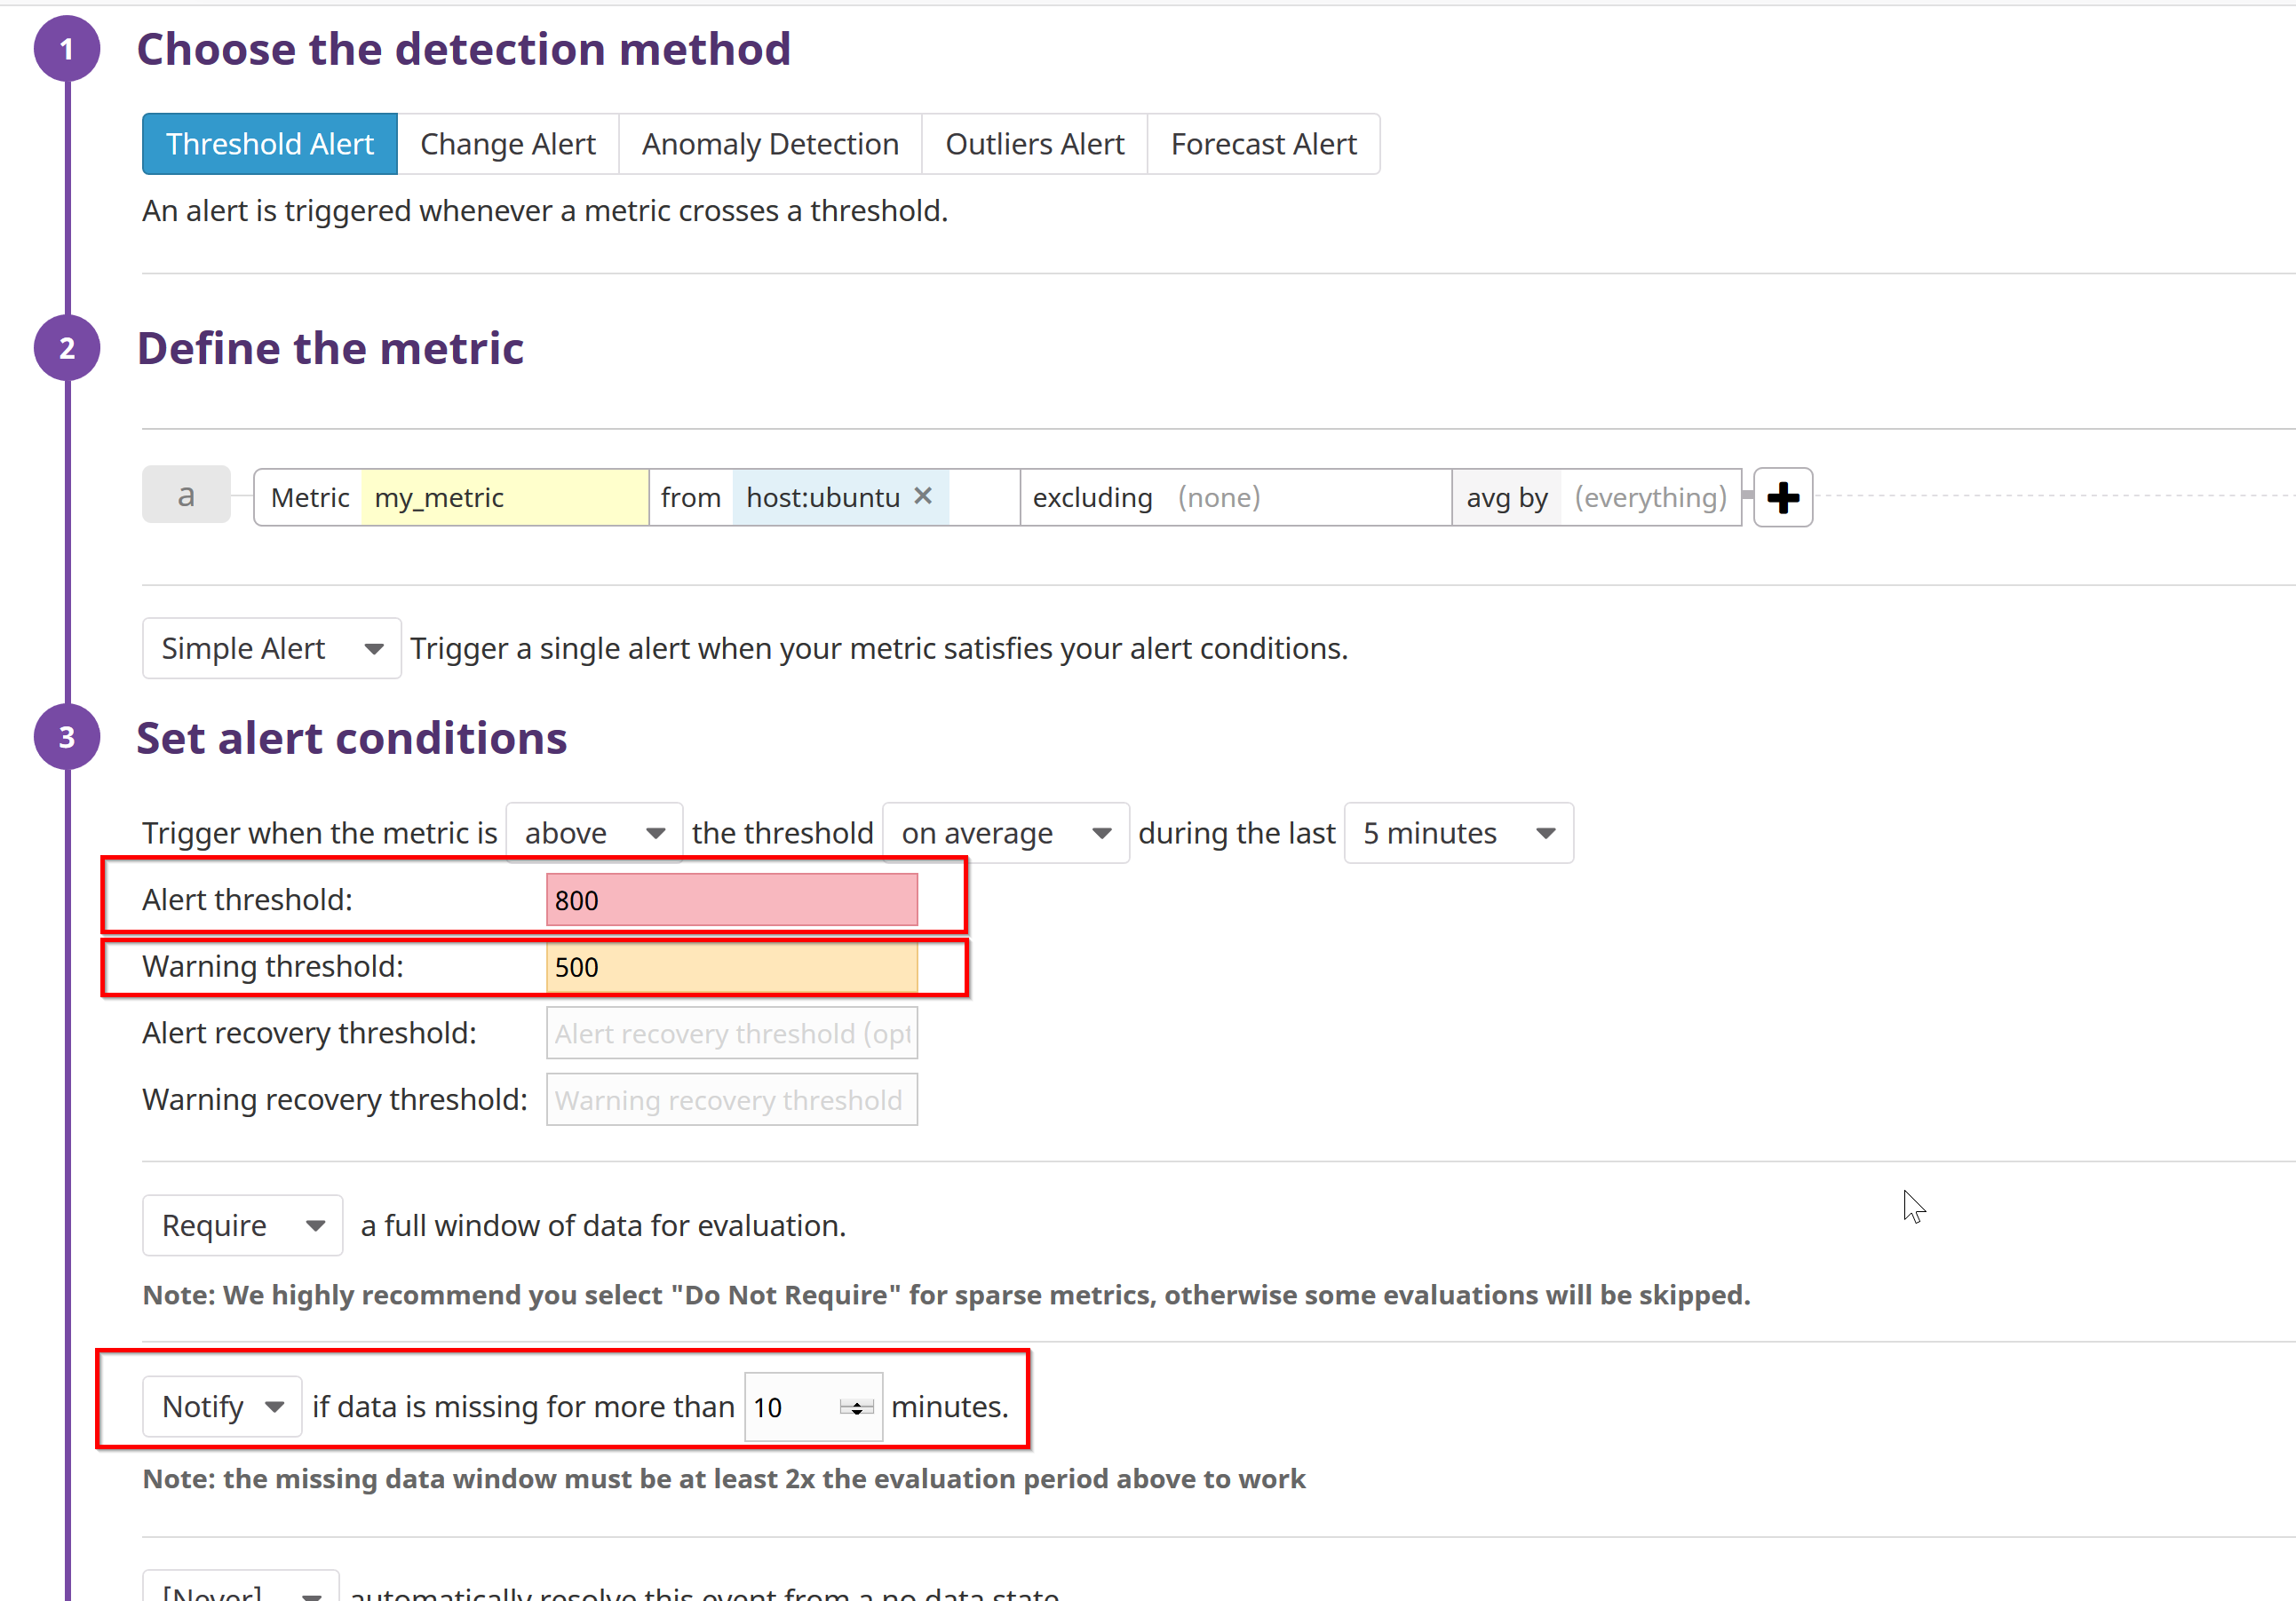 1 Choose the detection method
Threshold Alert Change Alert Anomaly Detection Outliers Alert Forecast Alert
An alert is triggered whenever a metric crosses a threshold.
2 Define the metric
a Metric my_metric from host:ubuntu × excluding (none) avg by (everything)
Simple Alert Trigger a single alert when your metric satisfies your alert conditions.
3 Set alert conditions
Trigger when the metric is above the threshold on average during the last 5 minutes
Alert threshold: 800
Warning threshold: 500
Alert recovery threshold: Alert recovery threshold (opt
Warning recovery threshold: Warning recovery threshold
Require a full window of data for evaluation.
Note: We highly recommend you select "Do Not Require" for sparse metrics, otherwise some evaluations will be skipped.
Notify if data is missing for more than 10 minutes.
Note: the missing data window must be at least 2x the evaluation period above to work
[Never] automatically resolve this event from a no data state